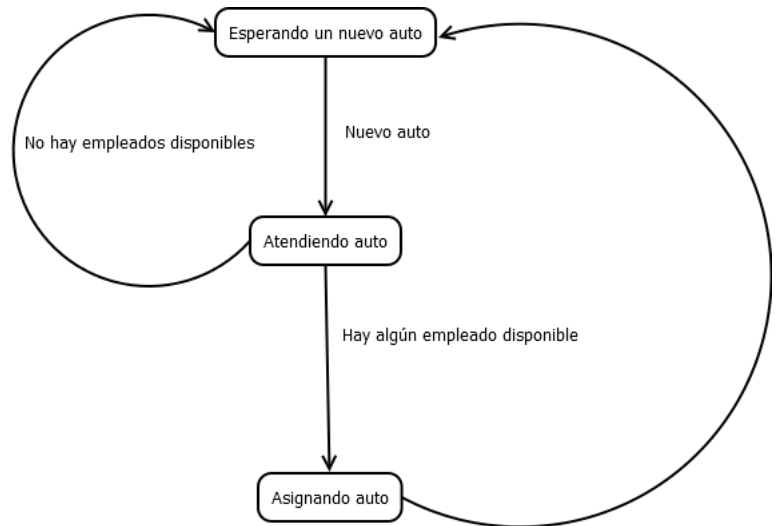 Esperando un nuevo auto
Nuevo auto
No hay empleados disponibles
Atendiendo auto
Hay algún empleado disponible
Asignando auto